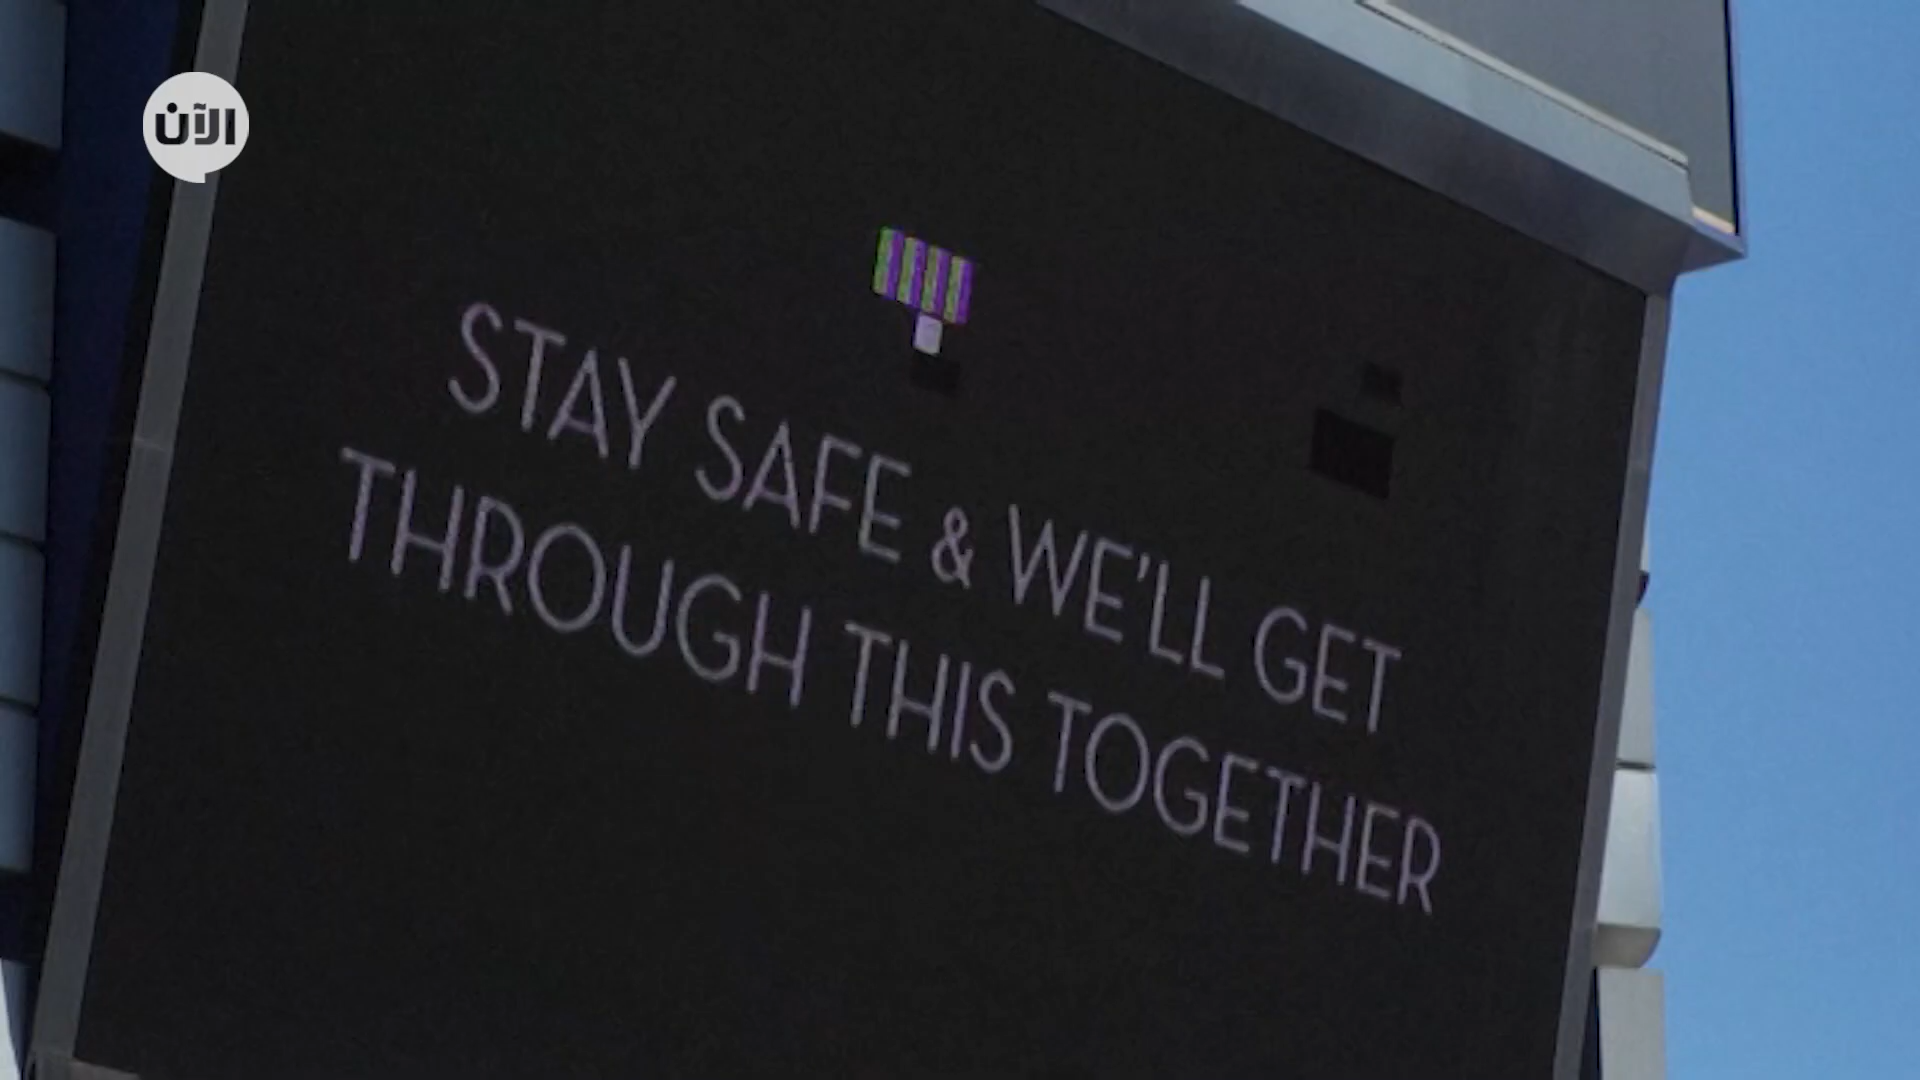 الآن
STAY SAFE & WE'LL GET
THROUGH THIS TOGETHER